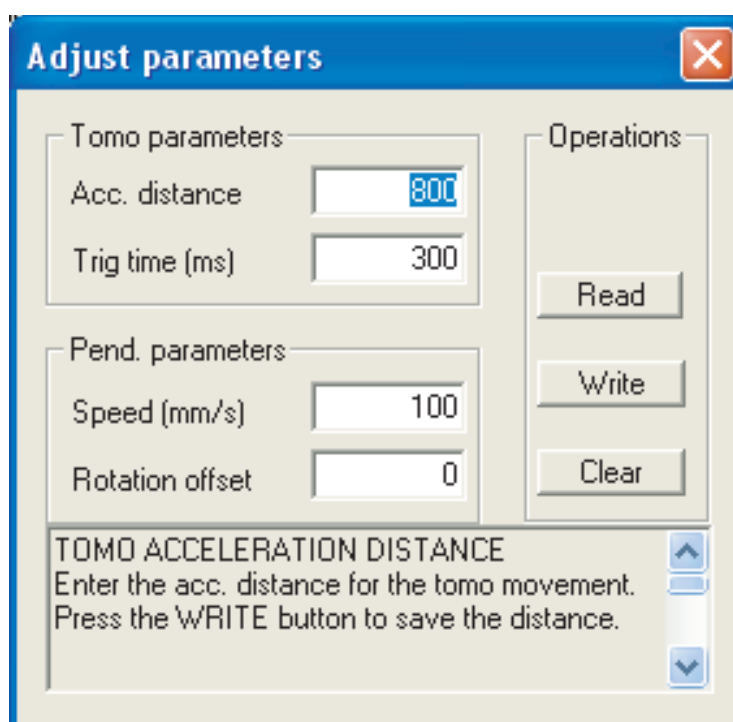 Adjust parameters
Tomo parameters
Acc. distance 800
Trig time (ms) 300
Pend. parameters
Speed (mm/s) 100
Rotation offset 0
Operations
Read
Write
Clear
TOMO ACCELERATION DISTANCE
Enter the acc. distance for the tomo movement.
Press the WRITE button to save the distance.